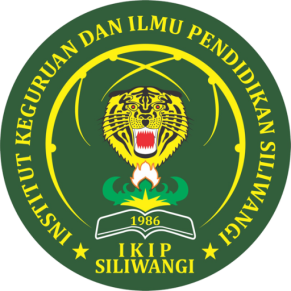 INSTITUT KEGURUAN DAN ILMU PENDIDIKAN SILIWANGI
1986
IKIP
SILIWANGI